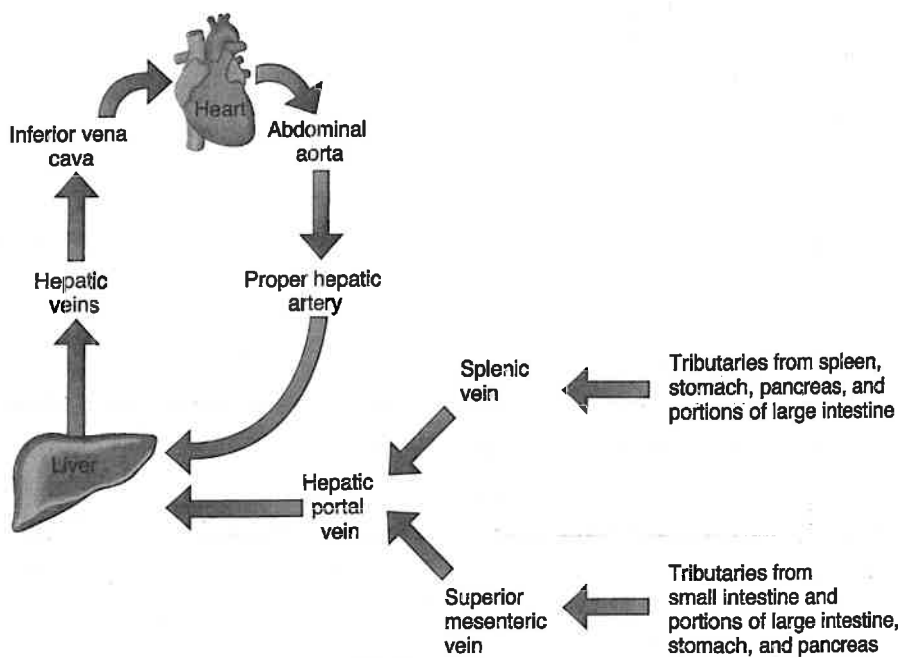 Heart
Inferior vena
cava
Abdominal
aorta
Hepatic
veins
Proper hepatic
artery
Splenic
vein
Tributaries from spleen,
stomach, pancreas, and
portions of large intestine
Liver
Hepatic
portal
vein
Superior
mesenteric
vein
Tributaries from
small intestine and
portions of large intestine,
stomach, and pancreas